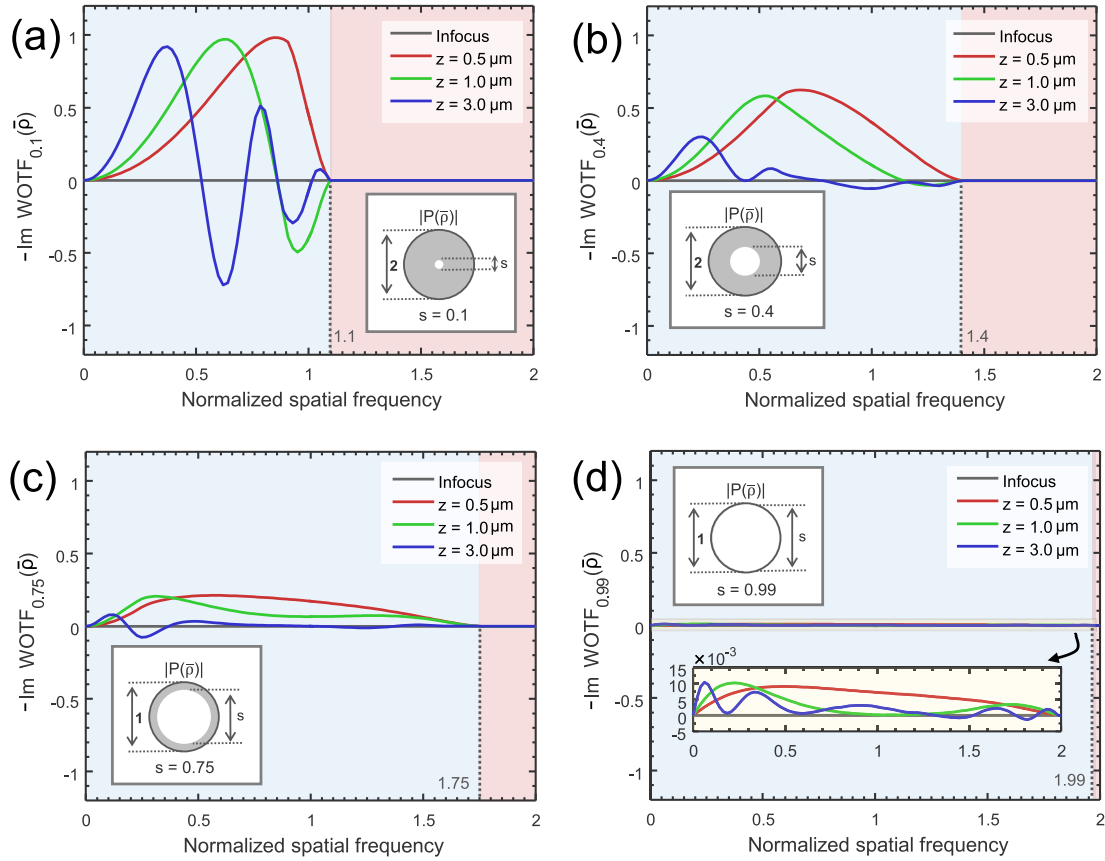 (a)
−Im WOTF0.1(ρ̄)
1
0.5
0
-0.5
-1
Infocus
z = 0.5 μm
z = 1.0 μm
z = 3.0 μm
|P(ρ̄)|
2
s
s = 0.1
1.1
0 0.5 1 1.5 2
Normalized spatial frequency
(b)
−Im WOTF0.4(ρ̄)
1
0.5
0
-0.5
-1
Infocus
z = 0.5 μm
z = 1.0 μm
z = 3.0 μm
|P(ρ̄)|
2
s
s = 0.4
1.4
0 0.5 1 1.5 2
Normalized spatial frequency
(c)
−Im WOTF0.75(ρ̄)
1
0.5
0
-0.5
-1
Infocus
z = 0.5 μm
z = 1.0 μm
z = 3.0 μm
|P(ρ̄)|
1
s
s = 0.75
1.75
0 0.5 1 1.5 2
Normalized spatial frequency
(d)
−Im WOTF0.99(ρ̄)
1
0.5
0
-0.5
-1
|P(ρ̄)|
1
s
s = 0.99
Infocus
z = 0.5 μm
z = 1.0 μm
z = 3.0 μm
×10-3
15
10
5
0
-5
0 0.5 1 1.5 2
1.99
0 0.5 1 1.5 2
Normalized spatial frequency